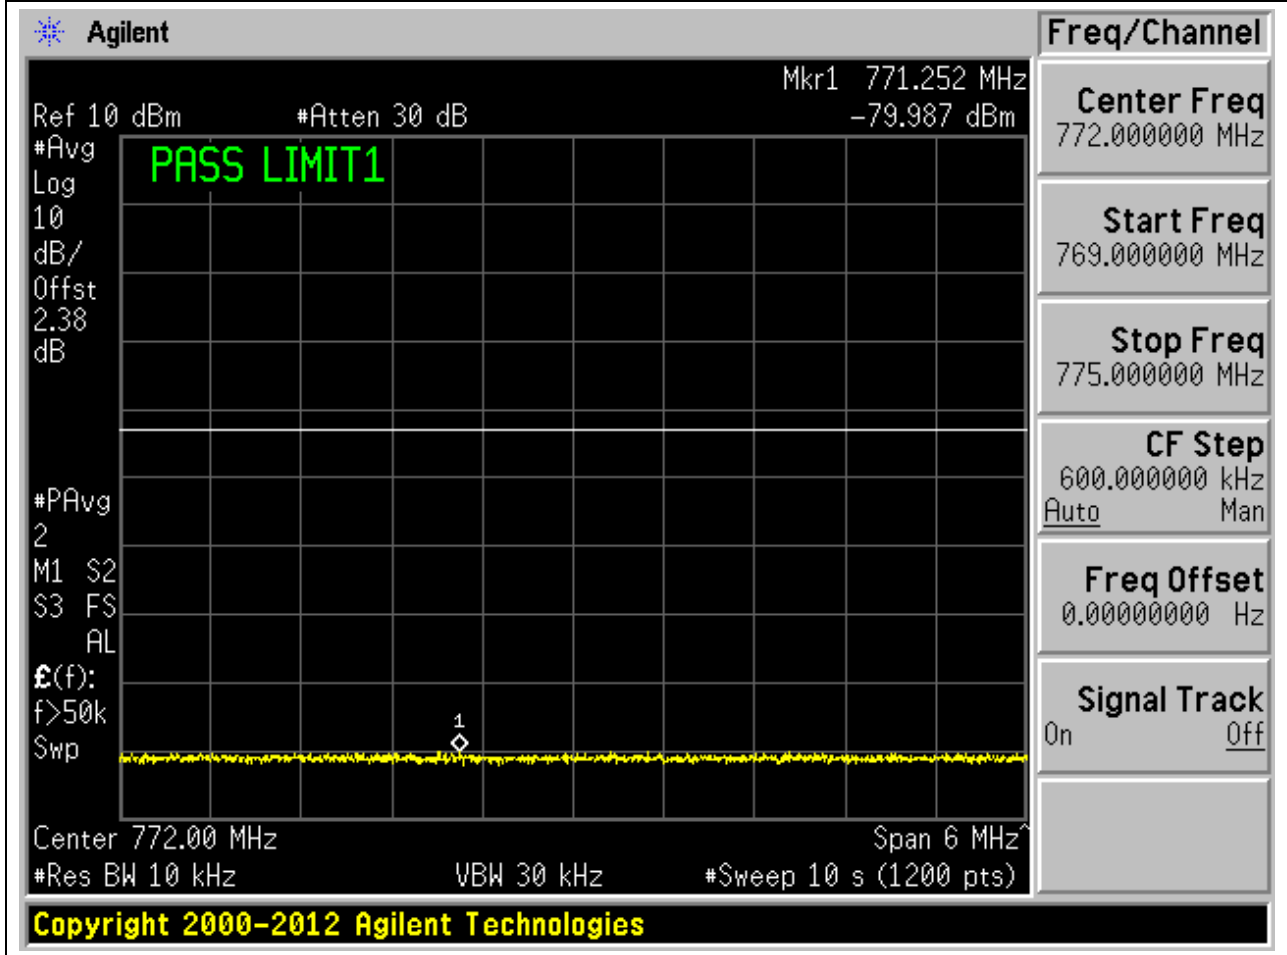 Agilent
Freq/Channel
Mkr1 771.252 MHz
Ref 10 dBm #Atten 30 dB -79.987 dBm
#Avg
Log
10
dB/
Offst
2.38
dB
PASS LIMIT1
#PAvg
2
M1 S2
S3 FS
AL
£(f):
f>50k
Swp
1
Center 772.00 MHz Span 6 MHz^
#Res BW 10 kHz VBW 30 kHz #Sweep 10 s (1200 pts)
Copyright 2000-2012 Agilent Technologies
Center Freq
772.000000 MHz
Start Freq
769.000000 MHz
Stop Freq
775.000000 MHz
CF Step
600.000000 kHz
Auto Man
Freq Offset
0.00000000 Hz
Signal Track
On Off